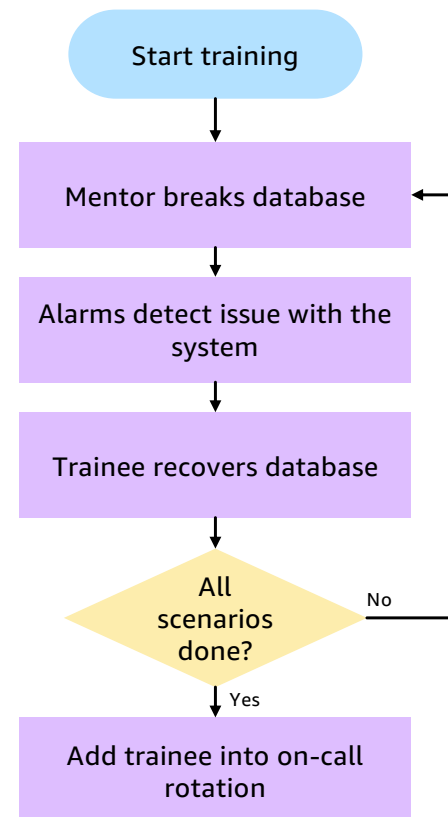 Start training
Mentor breaks database
Alarms detect issue with the
system
Trainee recovers database
All
scenarios
done?
No
Yes
Add trainee into on-call
rotation